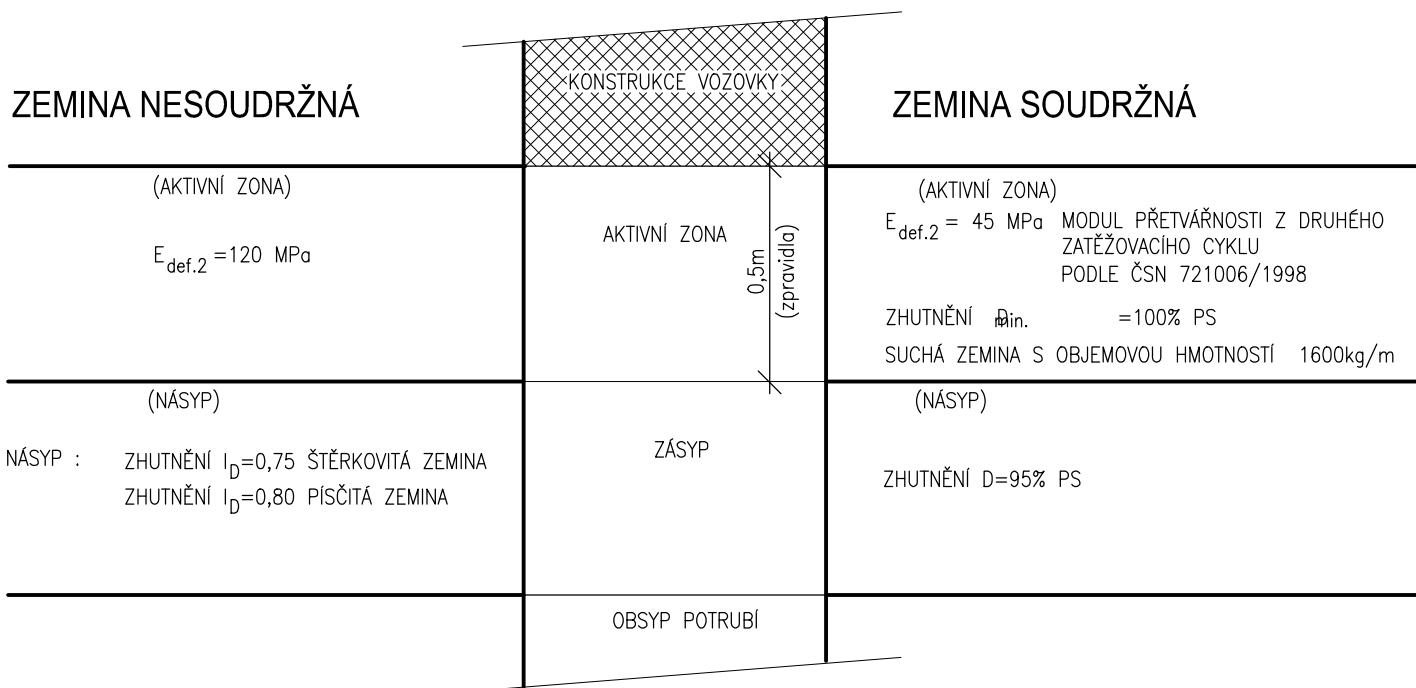 KONSTRUKCE VOZOVKY
ZEMINA NESOUDRŽNÁ
ZEMINA SOUDRŽNÁ
(AKTIVNÍ ZONA)
E def.2 =120 MPa
AKTIVNÍ ZONA
0,5m
(zpravidla)
(AKTIVNÍ ZONA)
E def.2 = 45 MPa MODUL PŘETVÁŘNOSTI Z DRUHÉHO
ZATĚŽOVACÍHO CYKLU
PODLE ČSN 721006/1998
ZHUTNĚNÍ D min. =100% PS
SUCHÁ ZEMINA S OBJEMOVOU HMOTNOSTÍ 1600kg/m
(NÁSYP)
NÁSYP : ZHUTNĚNÍ I D=0,75 ŠTĚRKOVITÁ ZEMINA
ZHUTNĚNÍ I D=0,80 PÍSČITÁ ZEMINA
ZÁSYP
(NÁSYP)
ZHUTNĚNÍ D=95% PS
OBSYP POTRUBÍ